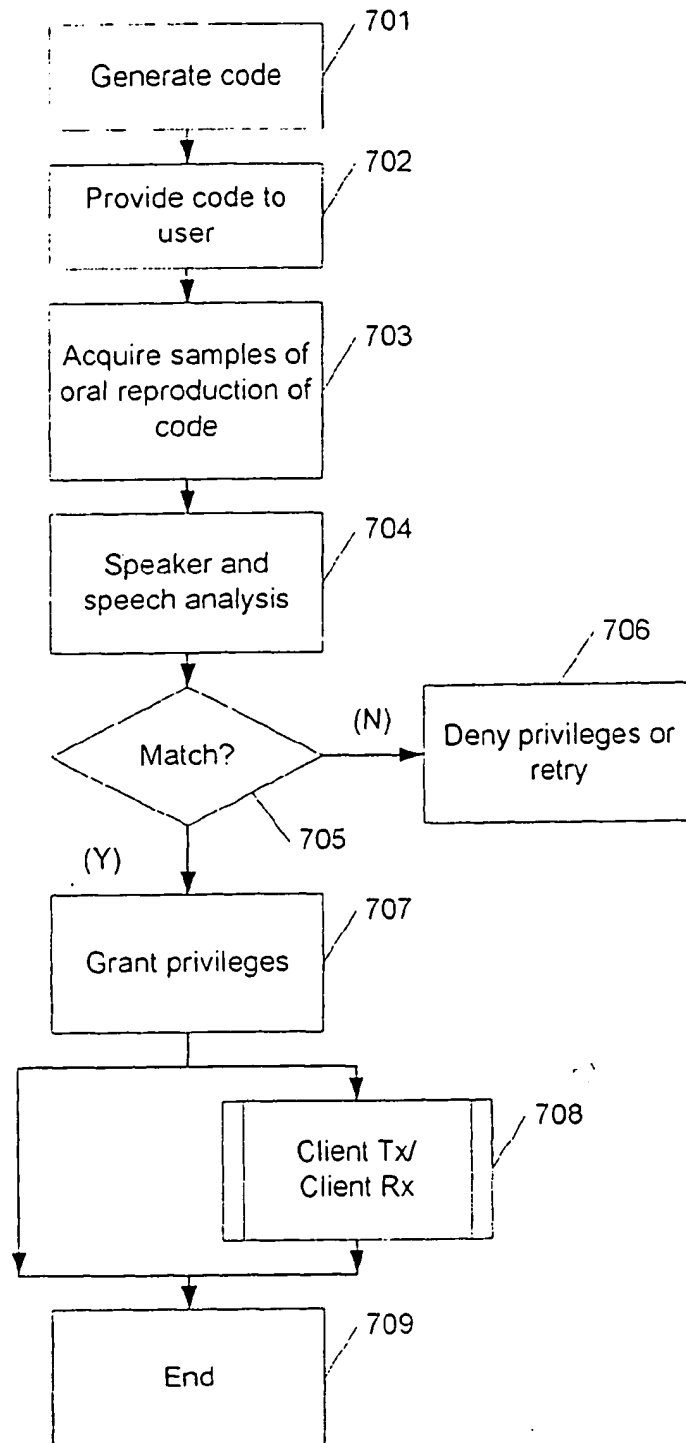 701
Generate code
702
Provide code to
user
703
Acquire samples of
oral reproduction of
code
704
Speaker and
speech analysis
706
(N)
Deny privileges or
retry
Match?
705
(Y)
707
Grant privileges
708
Client Tx/
Client Rx
709
End